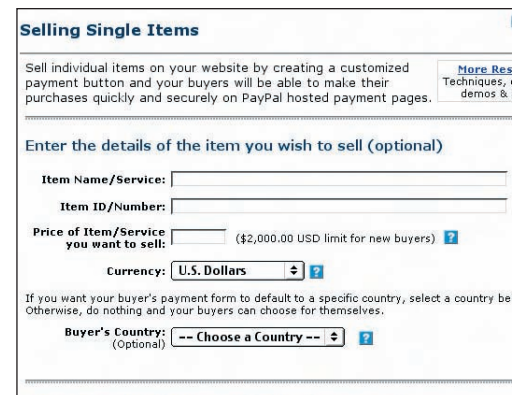 Selling Single Items
Sell individual items on your website by creating a customized
payment button and your buyers will be able to make their
purchases quickly and securely on PayPal hosted payment pages.
More Res
Techniques,
demos &
Enter the details of the item you wish to sell (optional)
Item Name/Service:
Item ID/Number:
Price of Item/Service
you want to sell:
($2,000.00 USD limit for new buyers) ?
Currency: U.S. Dollars ?
If you want your buyer's payment form to default to a specific country, select a country be
Otherwise, do nothing and your buyers can choose for themselves.
Buyer's Country:
(Optional)
-- Choose a Country -- ?